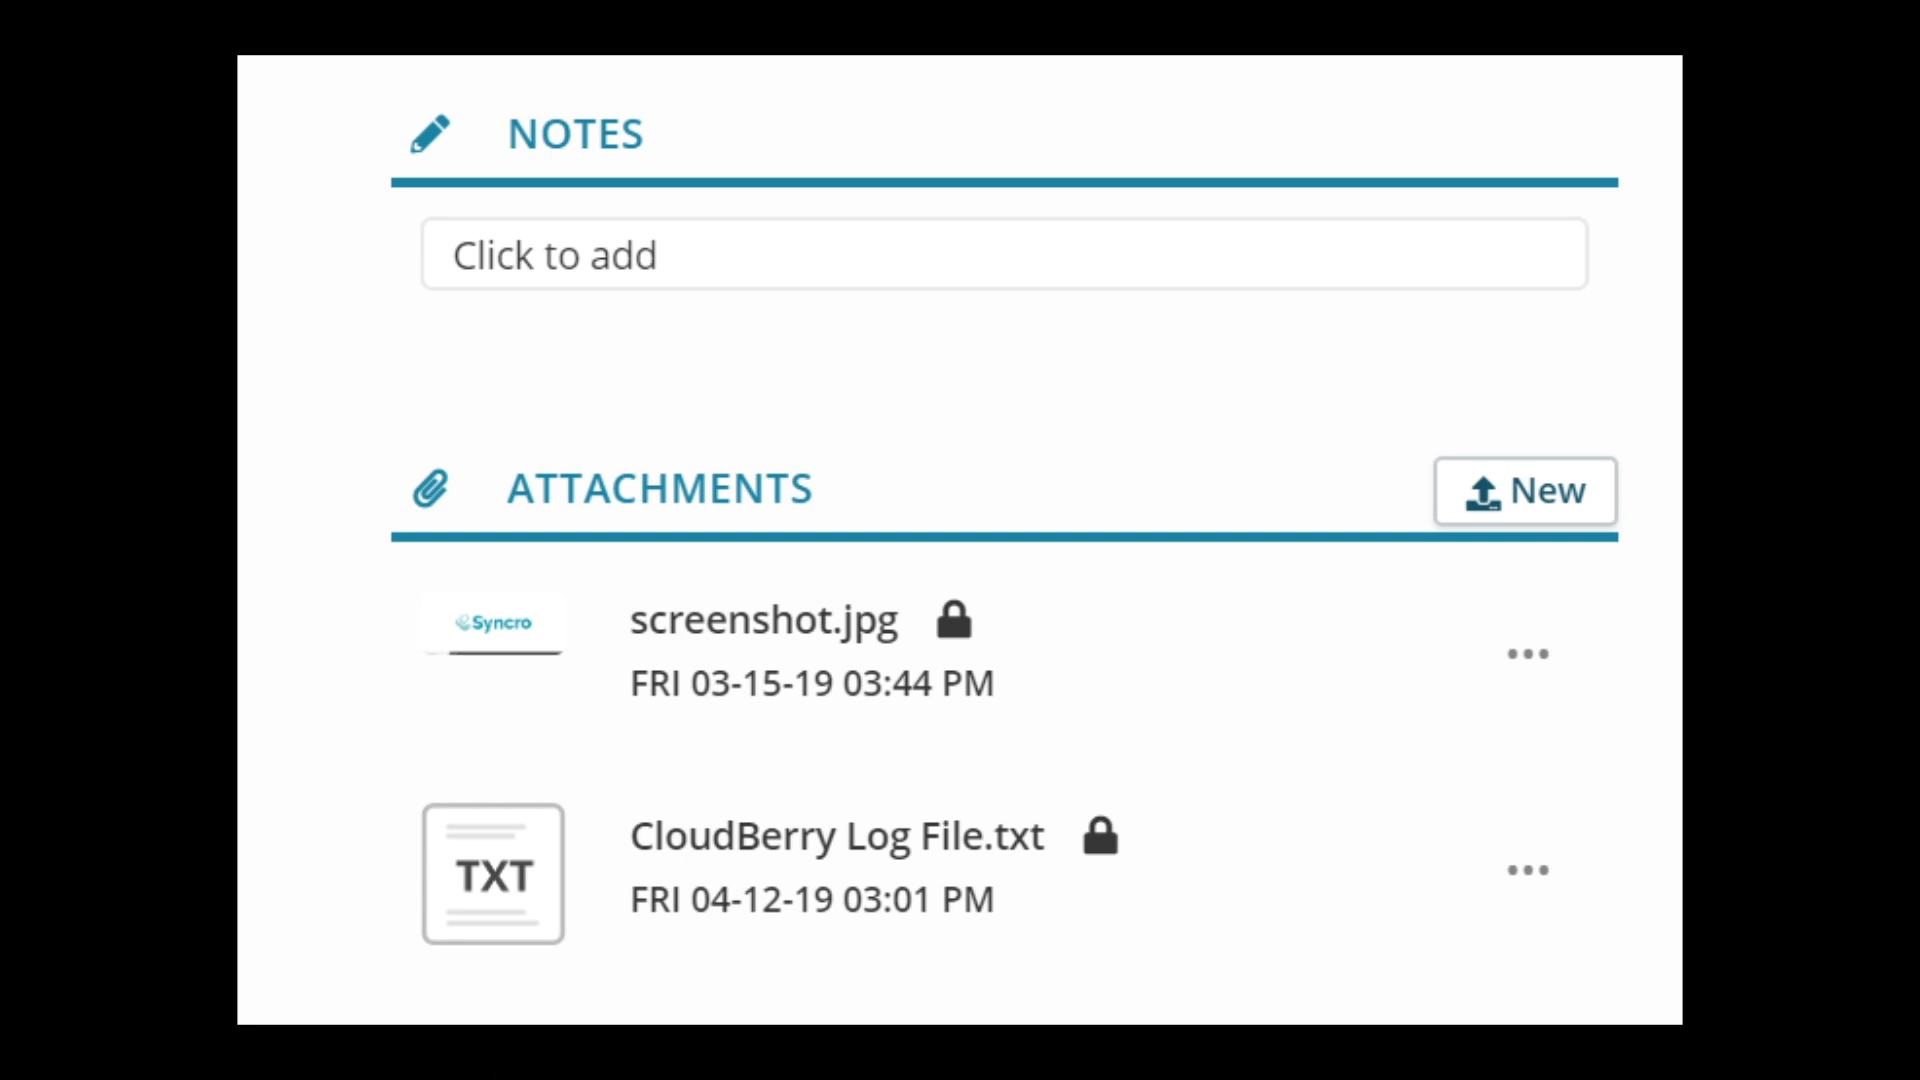 NOTES
Click to add
ATTACHMENTS
New
Syncro
screenshot.jpg
FRI 03-15-19 03:44 PM
TXT
CloudBerry Log File.txt
FRI 04-12-19 03:01 PM